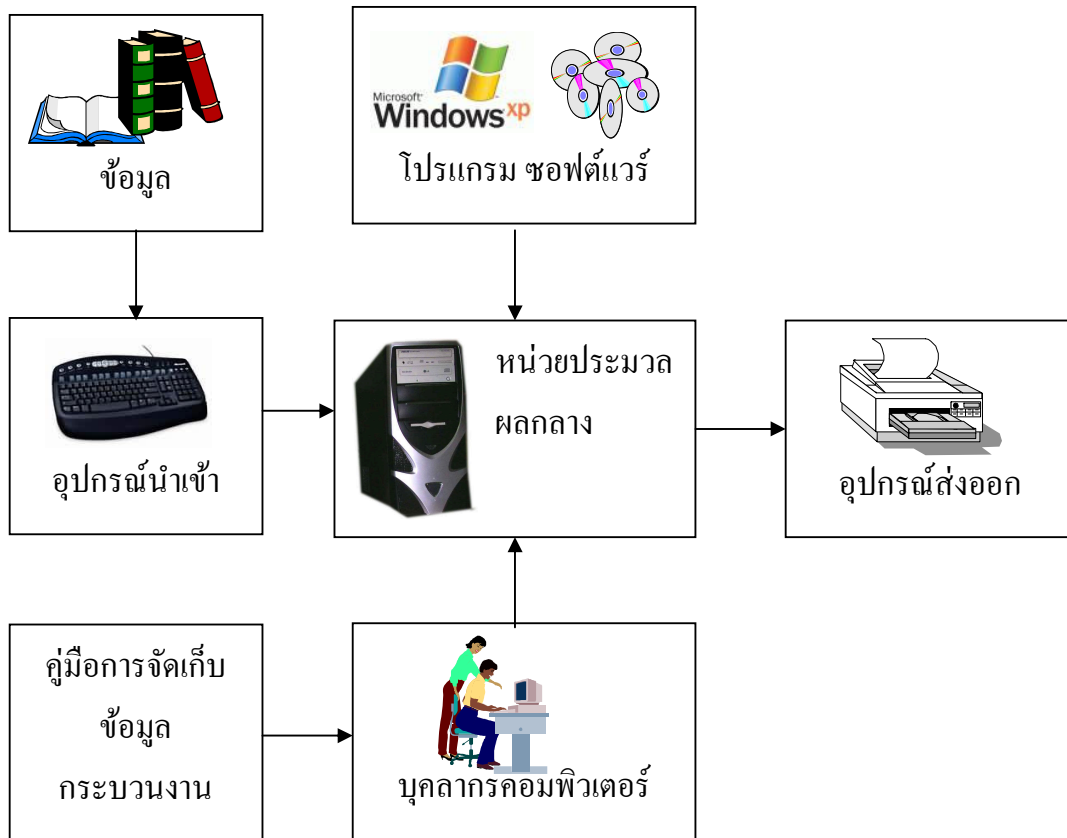 ข้อมูล
Microsoft
Windows xp
โปรแกรม ซอฟต์แวร์
อุปกรณ์นำเข้า
หน่วยประมวล
ผลกลาง
อุปกรณ์ส่งออก
คู่มือการจัดเก็บ
ข้อมูล
กระบวนงาน
บุคลากรคอมพิวเตอร์